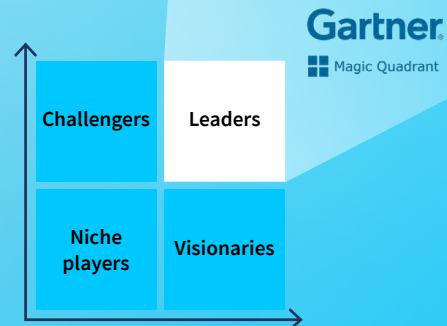 Gartner®
Magic Quadrant
Challengers
Leaders
Niche
players
Visionaries